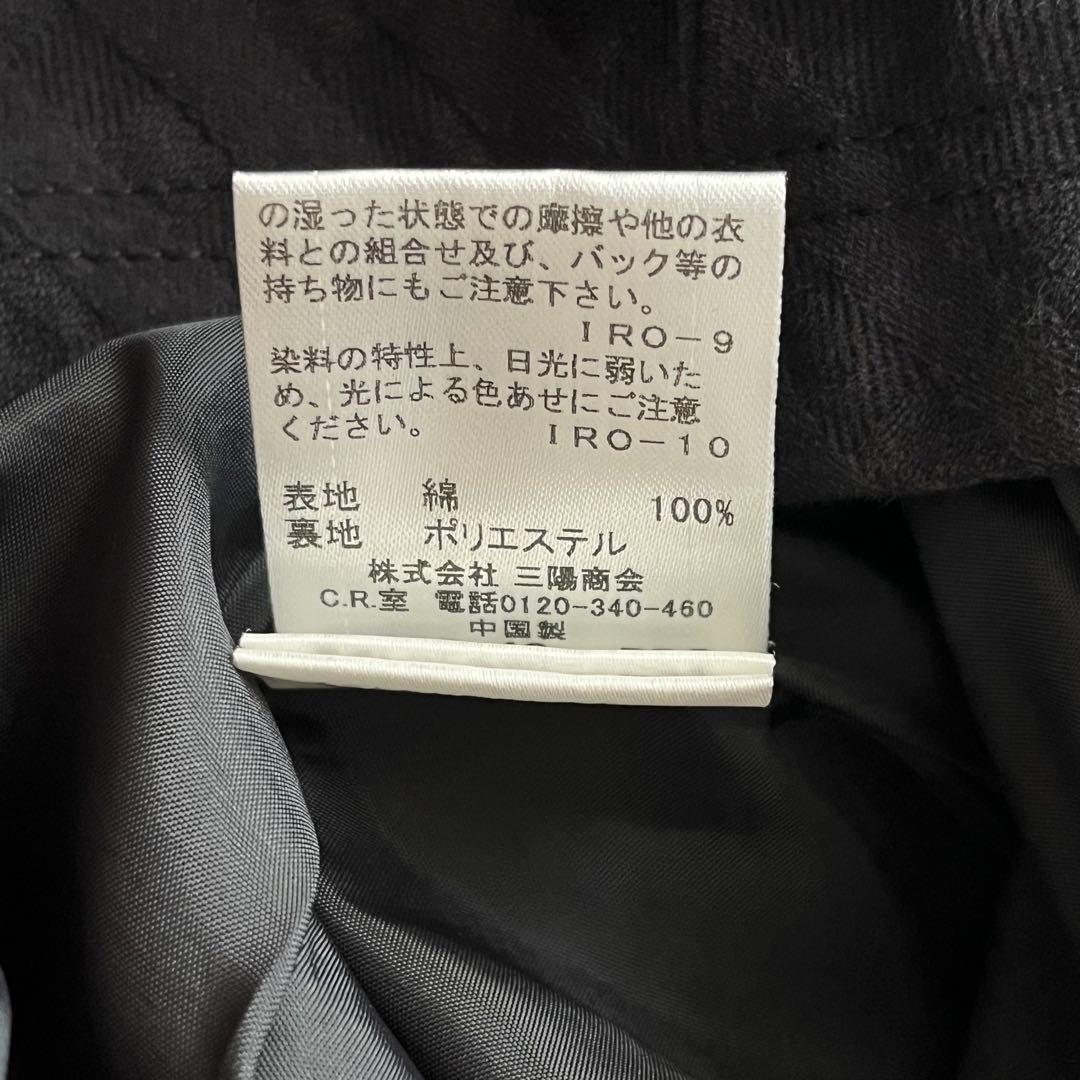 の湿った状態での摩擦や他の衣
料との組合せ及び、バック等の
持ち物にもご注意下さい。
IRO-9
染料の特性上、日光に弱いた
め、光による色あせにご注意
ください。 IRO-10
表地 綿 100%
裏地 ポリエステル
株式会社 三陽商会
C.R.室 電話0120-340-460
中国製